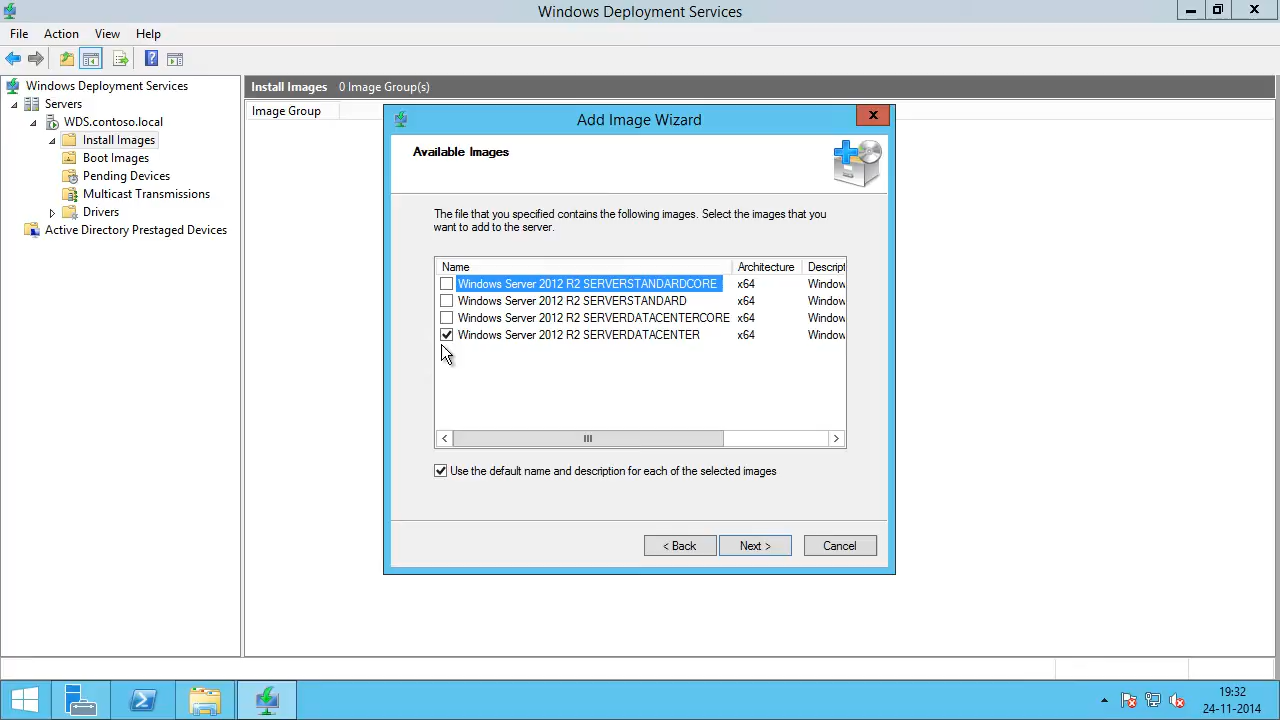 Windows Deployment Services
File Action View Help
Windows Deployment Services
Servers
WDS.contoso.local
Install Images
Boot Images
Pending Devices
Multicast Transmissions
Drivers
Active Directory Prestaged Devices
Install Images 0 Image Group(s)
Image Group
Add Image Wizard
Available Images
The file that you specified contains the following images. Select the images that you
want to add to the server.
Name Architecture Descript
Windows Server 2012 R2 SERVERSTANDARDCORE x64 Window
Windows Server 2012 R2 SERVERSTANDARD x64 Window
Windows Server 2012 R2 SERVERDATACENTERCORE x64 Window
Windows Server 2012 R2 SERVERDATACENTER x64 Window
Use the default name and description for each of the selected images
< Back Next > Cancel
19:32
24-11-2014